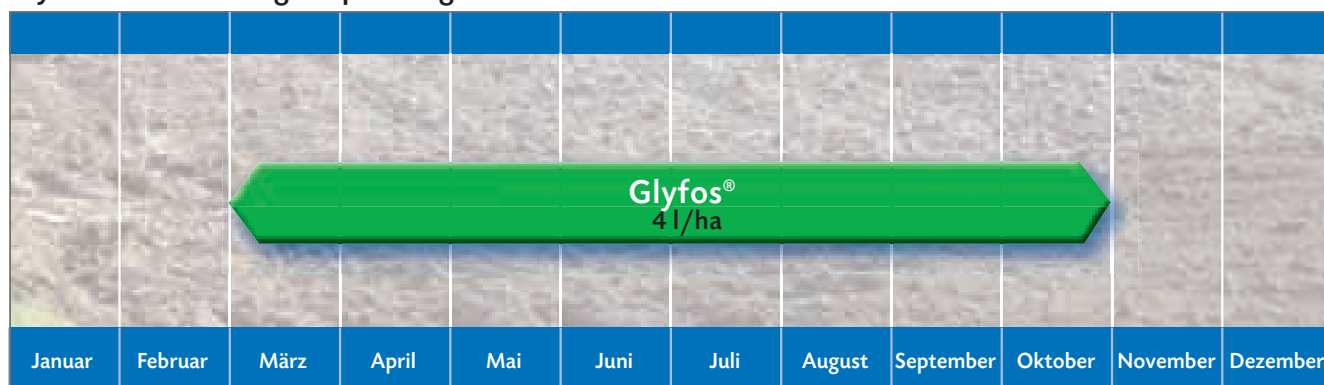 Glyfos®
4 l/ha
Januar Februar März April Mai Juni Juli August September Oktober November Dezember